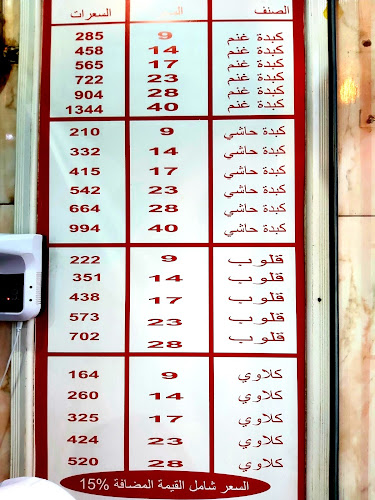 الصنف السعرات
كبدة غنم 9 285
كبدة غنم 14 458
كبدة غنم 17 565
كبدة غنم 23 722
كبدة غنم 28 904
كبدة غنم 40 1344
كبدة حاشي 9 210
كبدة حاشي 14 332
كبدة حاشي 17 415
كبدة حاشي 23 542
كبدة حاشي 28 664
كبدة حاشي 40 994
قلوب 9 222
قلوب 14 351
قلوب 17 438
قلوب 23 573
قلوب 28 702
كلاوي 9 164
كلاوي 14 260
كلاوي 17 325
كلاوي 23 424
كلاوي 28 520
السعر شامل القيمة المضافة 15%